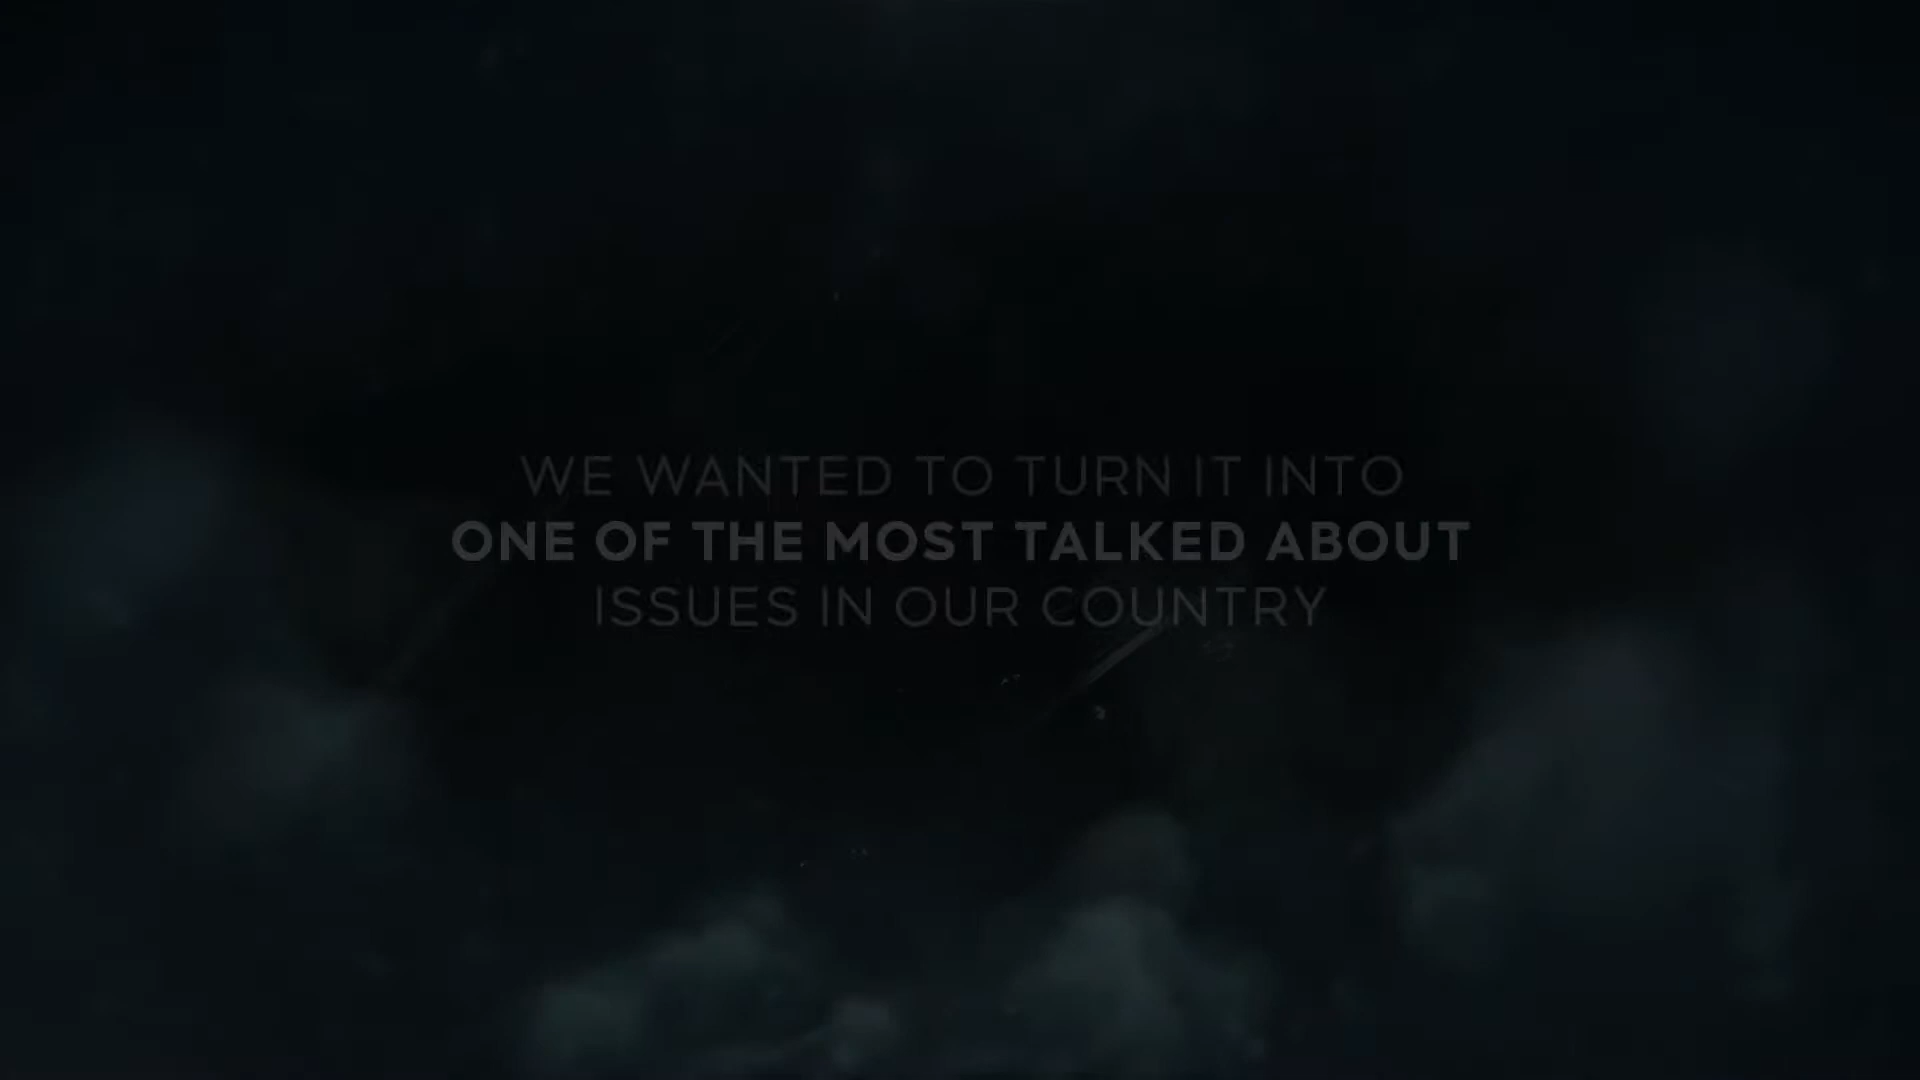 WE WANTED TO TURN IT INTO
ONE OF THE MOST TALKED ABOUT
ISSUES IN OUR COUNTRY